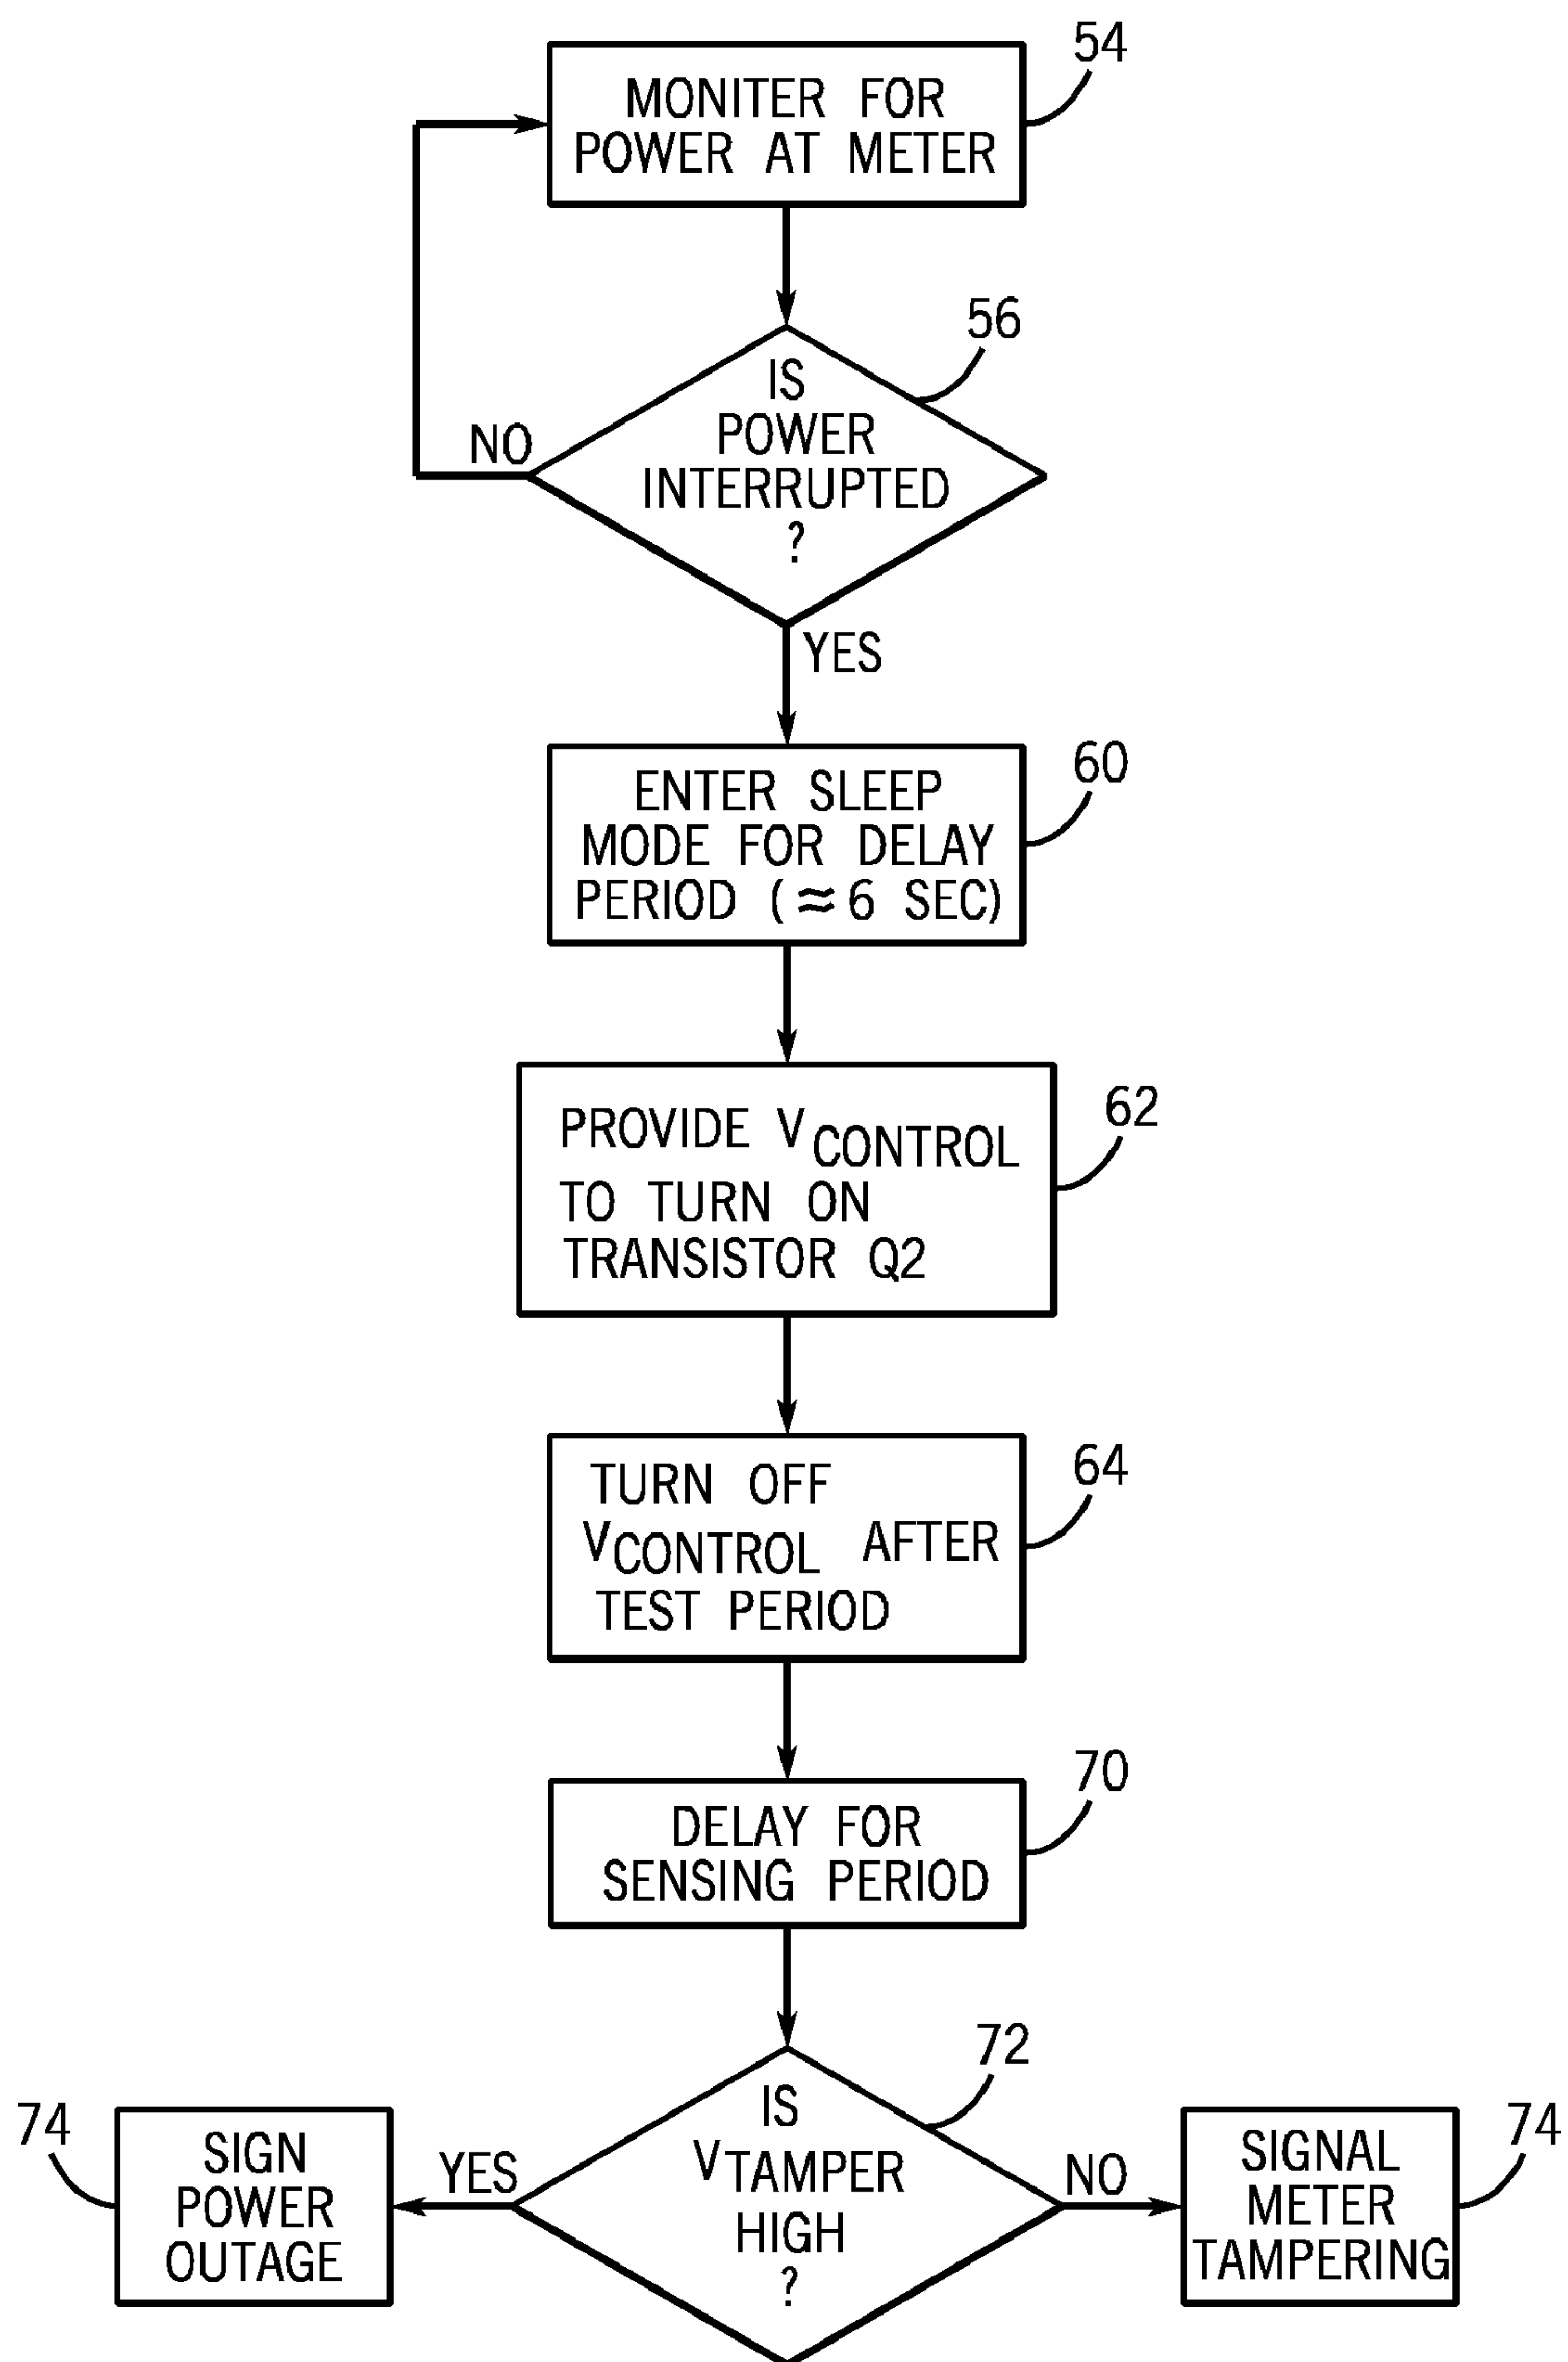 54
MONITER FOR
POWER AT METER
56
IS
POWER
INTERRUPTED
?
NO
YES
60
ENTER SLEEP
MODE FOR DELAY
PERIOD (≈6 SEC)
62
PROVIDE VCONTROL
TO TURN ON
TRANSISTOR Q2
64
TURN OFF
VCONTROL AFTER
TEST PERIOD
70
DELAY FOR
SENSING PERIOD
72
IS
VTAMPER
HIGH
?
YES
NO
74
SIGN
POWER
OUTAGE
74
SIGNAL
METER
TAMPERING